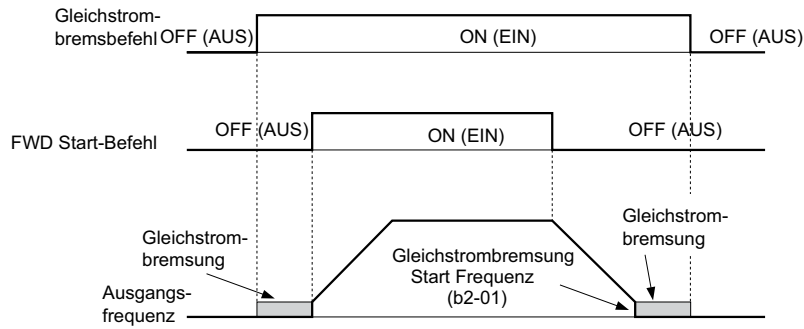 Gleichstrom-
bremsbefehl
OFF (AUS)
ON (EIN)
OFF (AUS)
FWD Start-Befehl
OFF (AUS)
ON (EIN)
OFF (AUS)
Gleichstrom-
bremsung
Gleichstrombremsung
Start Frequenz
(b2-01)
Gleichstrom-
bremsung
Ausgangs-
frequenz